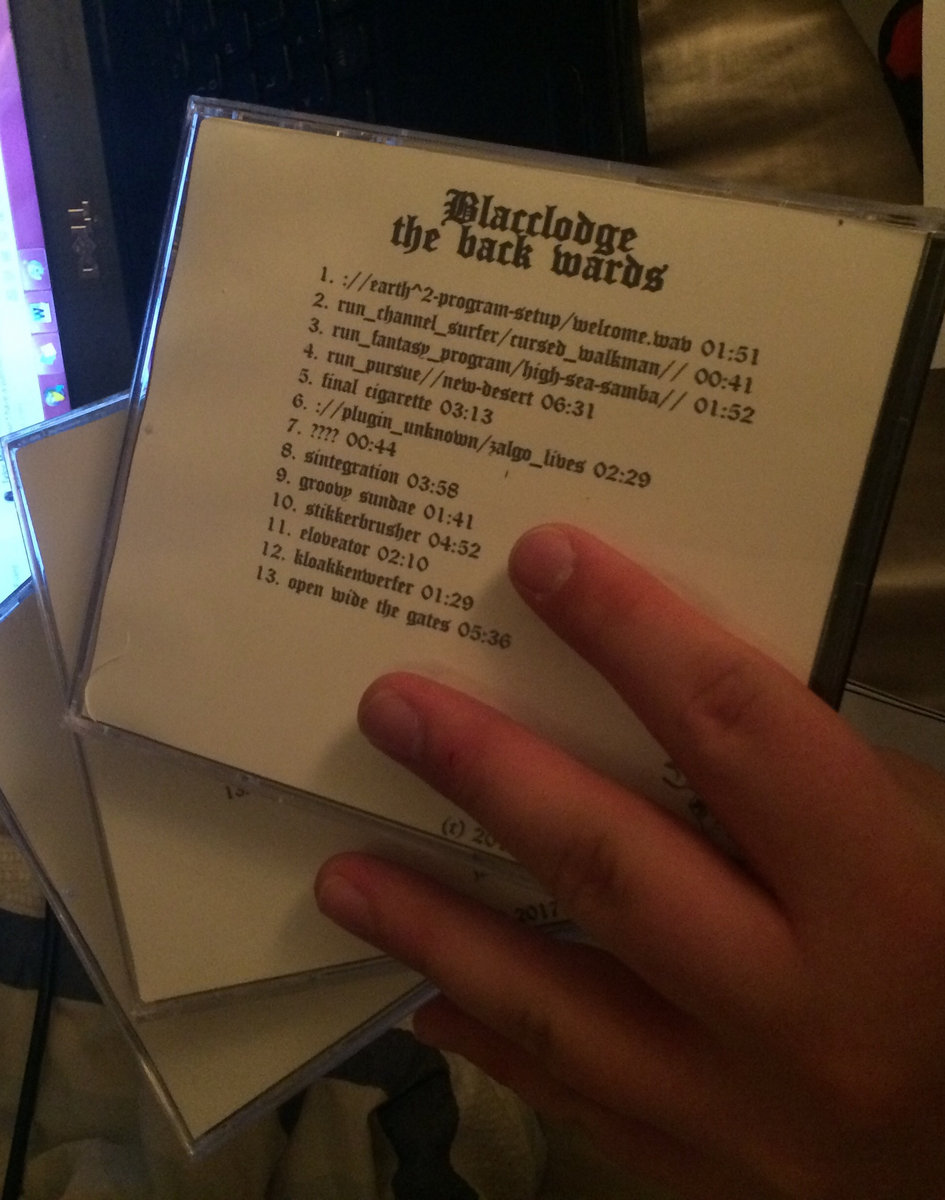 Blacclodge
the back wards
1. ://earth^2-program-setup/welcome.wav 01:51
2. run_channel_surfer/cursed_walkman// 00:41
3. run_fantasy_program/high-sea-samba// 01:52
4. run_pursue//new-desert 06:31
5. final cigarette 03:13
6. ://plugin_unknown/zalgo_lives 02:29
7. ???? 00:44
8. sintegration 03:58
9. groovy sundae 01:41
10. stikkerbrusher 04:52
11. eloveator 02:10
12. kloakkenwerfer 01:29
13. open wide the gates 05:36
2017